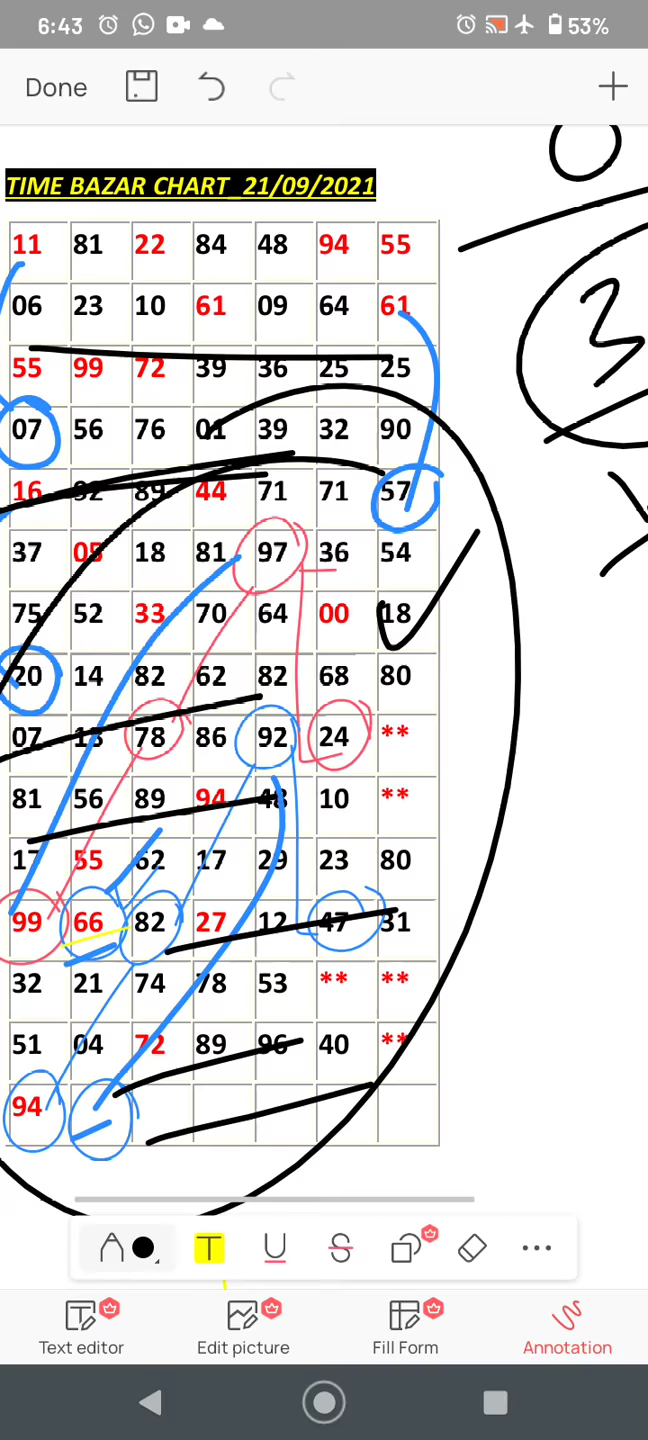 6:43 53%
Done
TIME BAZAR CHART_21/09/2021
11 81 22 84 48 94 55
06 23 10 61 09 64 61
55 99 72 39 36 25 25
07 56 76 01 39 32 90
16 92 89 44 71 71 57
37 05 18 81 97 36 54
75 52 33 70 64 00 18
20 14 82 62 82 68 80
07 13 78 86 92 24 **
81 56 89 94 48 10 **
17 55 62 17 29 23 80
99 66 82 27 12 47 31
32 21 74 78 53 ** **
51 04 72 89 96 40 **
94
T U S
Text editor Edit picture Fill Form Annotation